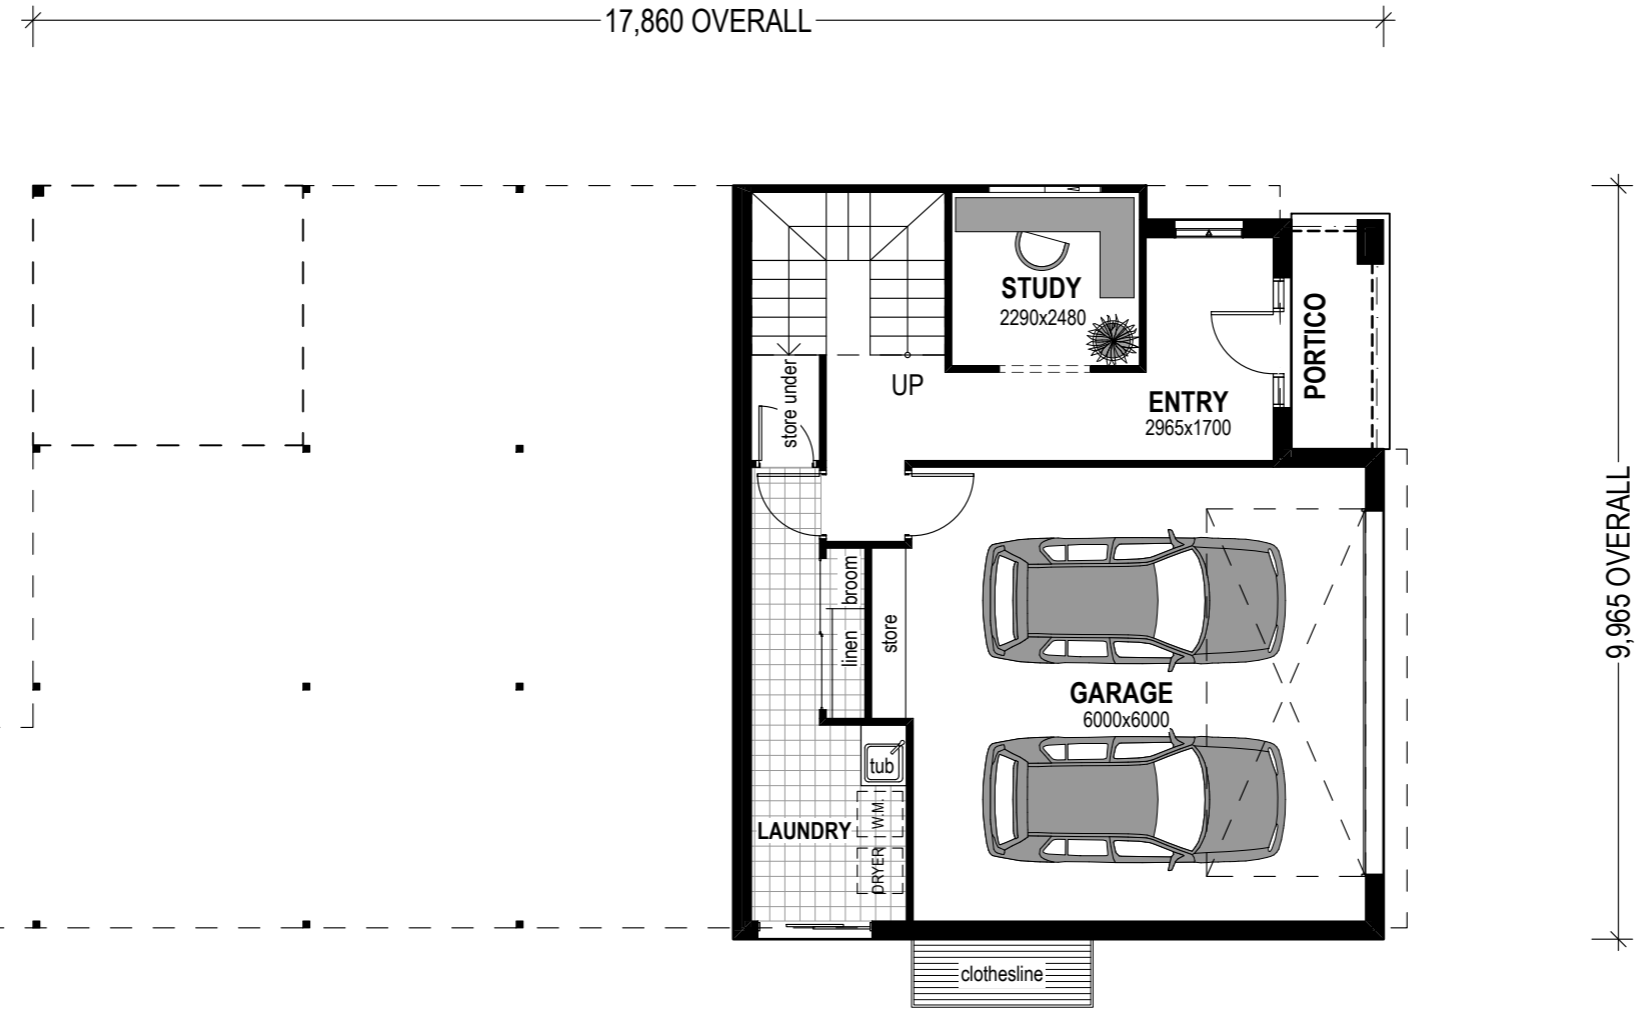 17,860 OVERALL
STUDY
2290x2480
PORTICO
store under
UP
ENTRY
2965x1700
9,965 OVERALL
broom
linen
store
GARAGE
6000x6000
tub
W.M.
LAUNDRY
DRYER
clothesline